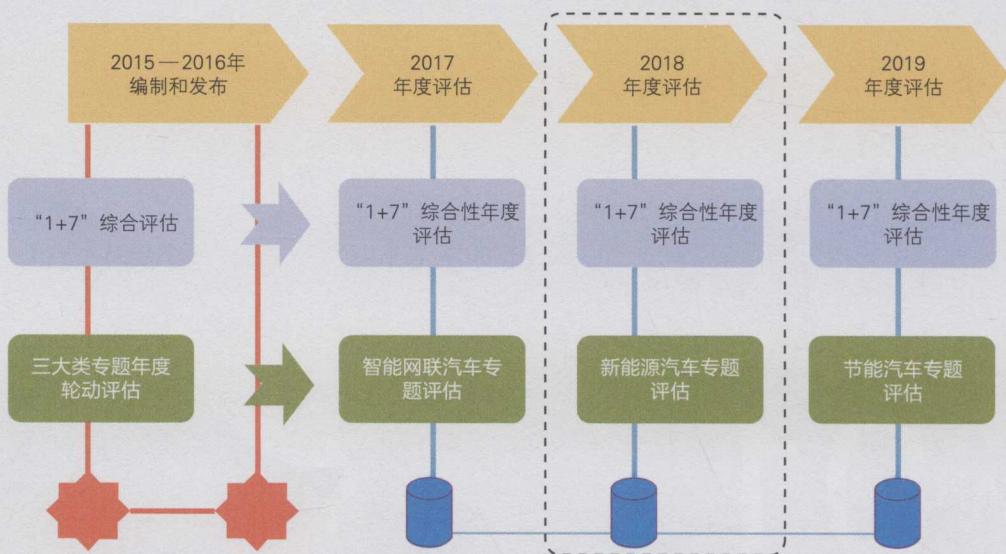 2015—2016年
编制和发布
2017
年度评估
2018
年度评估
2019
年度评估
“1+7”综合评估
“1+7”综合性年度
评估
“1+7”综合性年度
评估
“1+7”综合性年度
评估
三大类专题年度
轮动评估
智能网联汽车专
题评估
新能源汽车专题
评估
节能汽车专题
评估